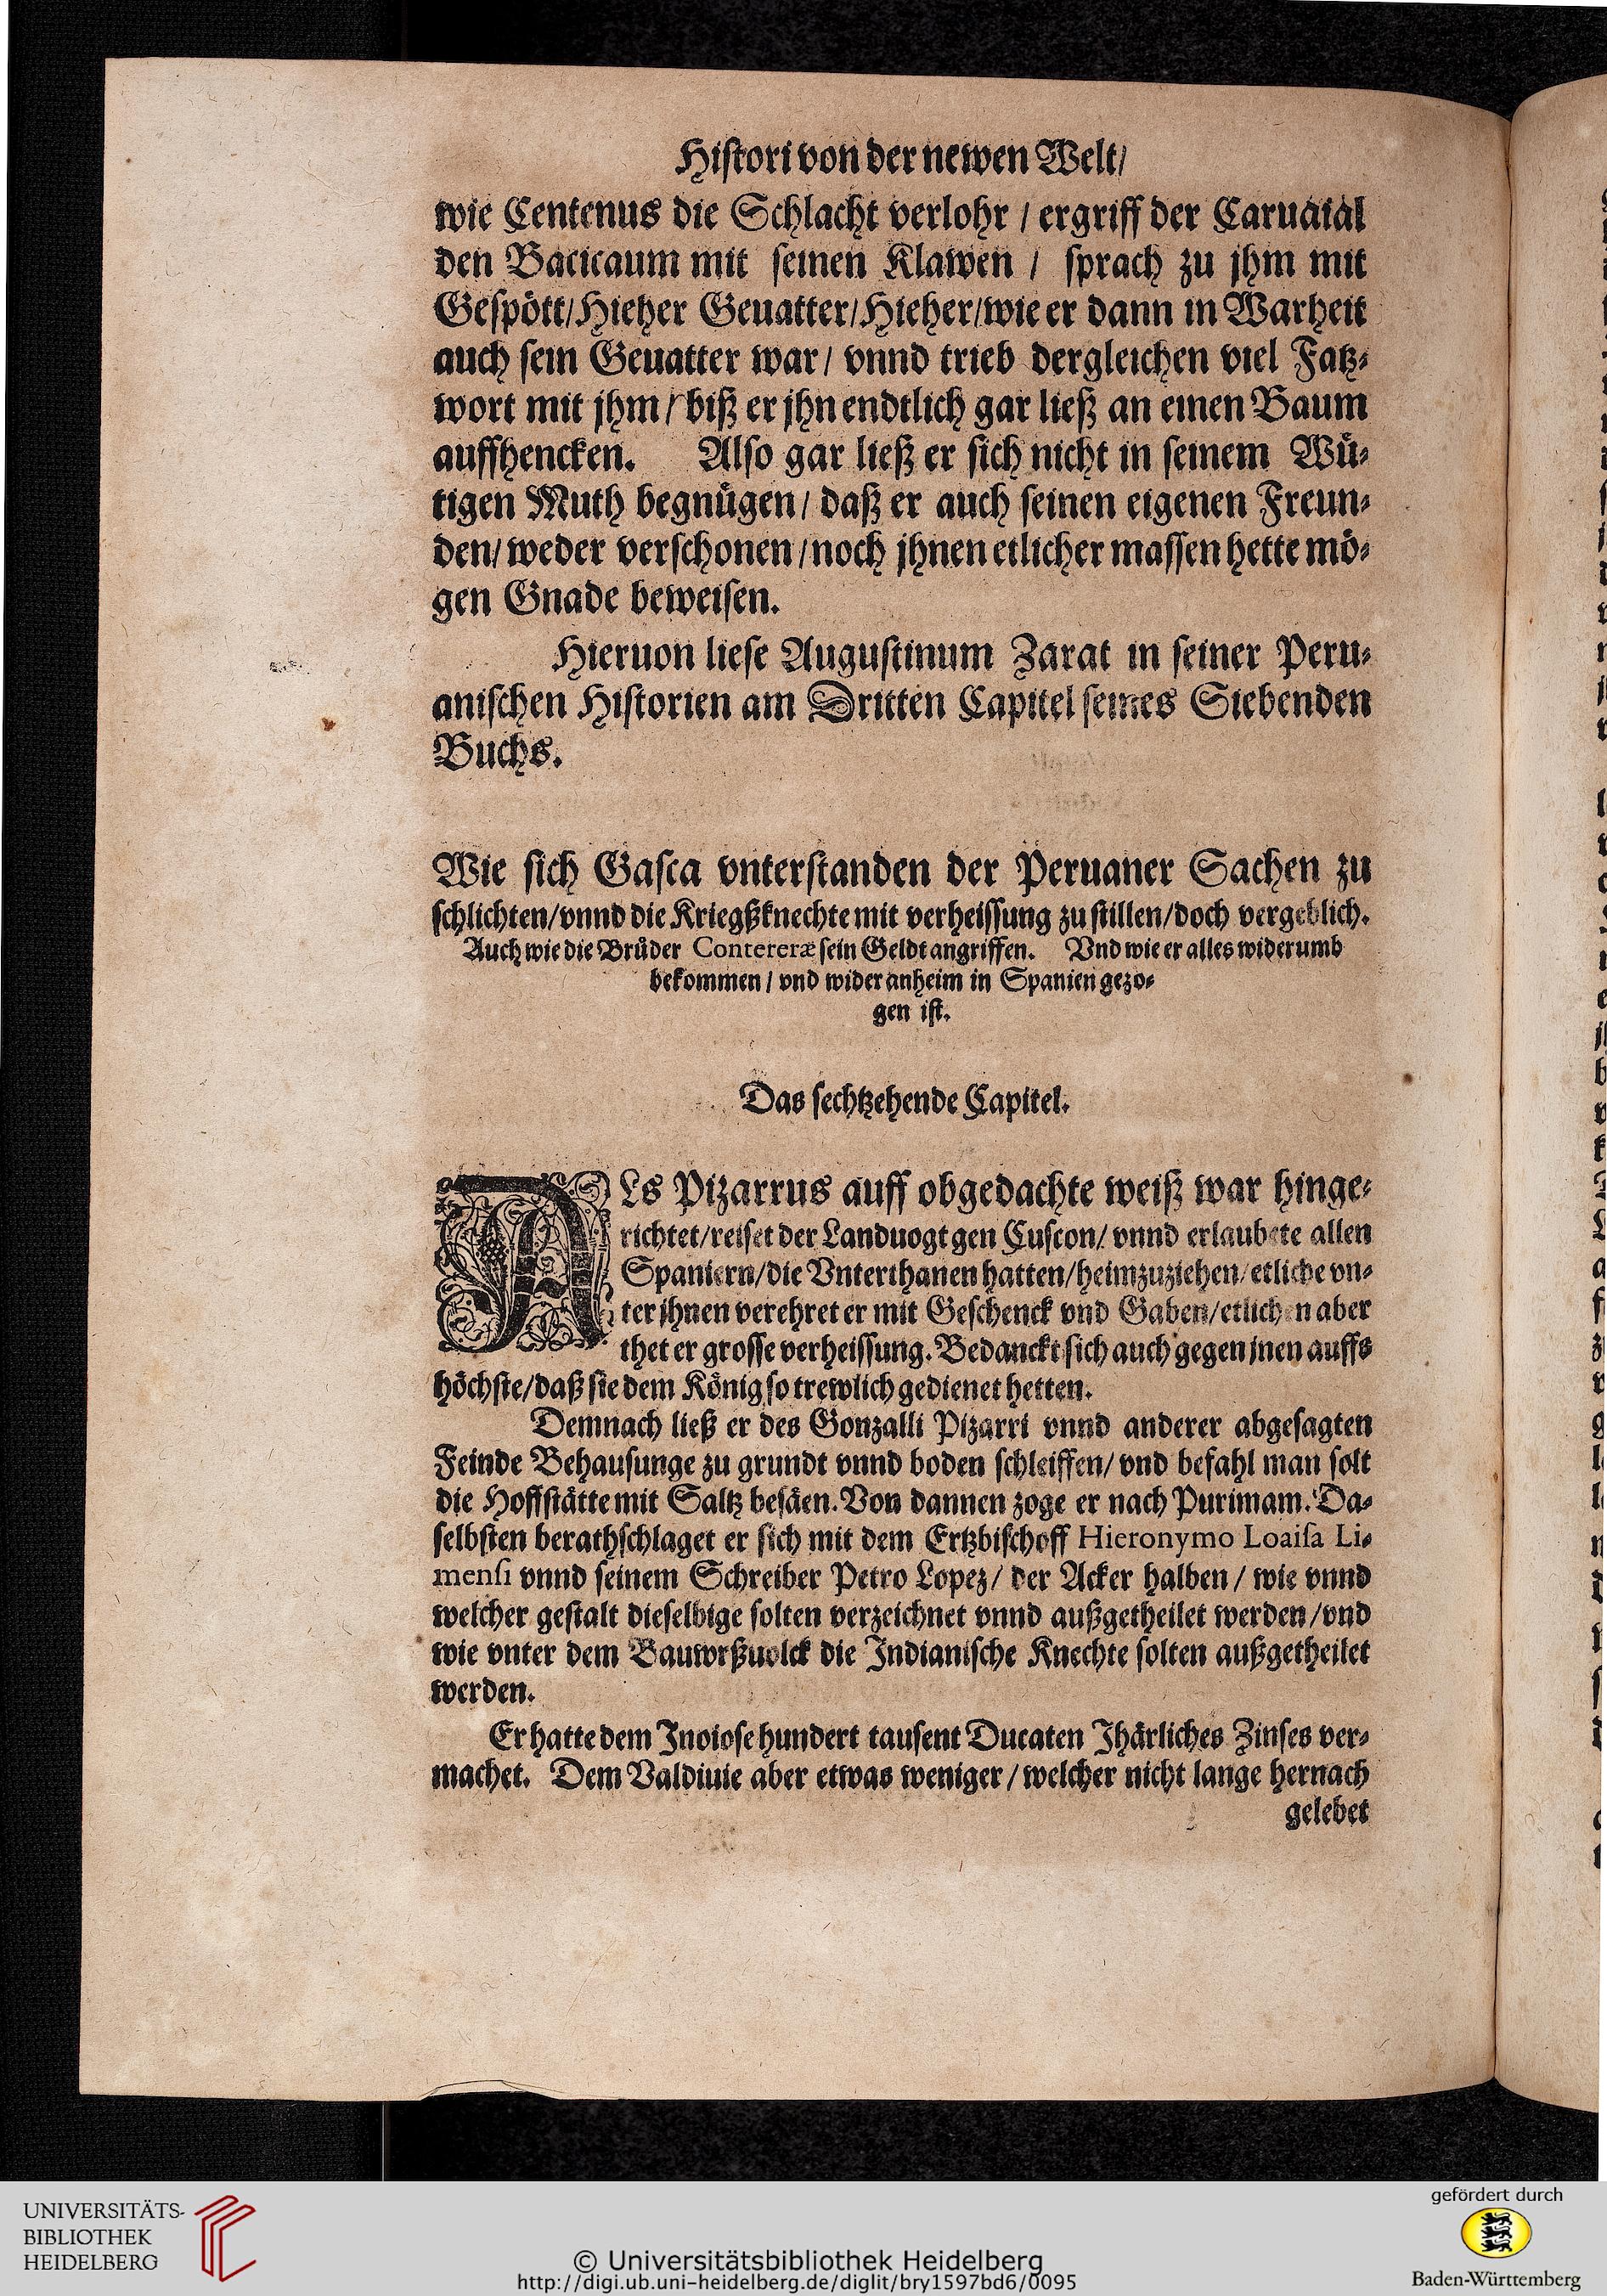 Histori von der newen Welt/
wie Centenus die Schlacht verlohr / ergriff der Caruaial
den Bacicaum mit seinen Klawen / sprach zu jhm mit
Gespött/Hieher Geuatter/Hieher/wie er dann in Warheit
auch sein Geuatter war/ vnnd trieb dergleichen viel Fatz⸗
wort mit jhm / biß er jhn endtlich gar ließ an einen Baum
auffhencken. Also gar ließ er sich nicht in seinem Wü⸗
tigen Muth begnügen/ daß er auch seinen eigenen Freun⸗
den/ weder verschonen /noch jhnen etlicher massen hette mö⸗
gen Gnade beweisen.
Hieruon liese Augustinum Zarat in seiner Peru⸗
anischen Historien am Dritten Capitel seines Siebenden
Buchs.
Wie sich Gasca vnterstanden der Peruaner Sachen zu
schlichten/vnnd die Kriegßknechte mit verheissung zu stillen/doch vergeblich.
Auch wie die Brüder Contereræ sein Geldt angriffen. Vnd wie er alles widerumb
bekommen / vnd wider anheim in Spanien gezo⸗
gen ist.
Das sechtzehende Capitel.
ALs Pizarrus auff obgedachte weiß war hinge⸗
richtet/reiset der Landuogt gen Cuscon/ vnnd erlaubete allen
Spaniern/die Vnterthanen hatten/heimzuziehen/etliche vn⸗
ter jhnen verehret er mit Geschenck vnd Gaben/etlichen aber
thet er grosse verheissung. Bedanckt sich auch gegen jnen auffs
höchste/daß sie dem König so trewlich gedienet hetten.
Demnach ließ er des Gonzalli Pizarri vnnd anderer abgesagten
Feinde Behausunge zu grundt vnnd boden schleiffen/ vnd befahl man solt
die Hoffstätte mit Saltz besäen. Von dannen zoge er nach Purimam. Da⸗
selbsten berathschlaget er sich mit dem Ertzbischoff Hieronymo Loaisa Li⸗
mensi vnnd seinem Schreiber Petro Lopez/ der Acker halben / wie vnnd
welcher gestalt dieselbige solten verzeichnet vnnd außgetheilet werden /vnd
wie vnter dem Bauwrßuolck die Indianische Knechte solten außgetheilet
werden.
Er hatte dem Inoiose hundert tausent Ducaten Jhärliches Zinses ver⸗
machet. Dem Valdiuie aber etwas weniger / welcher nicht lange hernach
gelebet
UNIVERSITÄTS-
BIBLIOTHEK
HEIDELBERG
© Universitätsbibliothek Heidelberg
http://digi.ub.uni-heidelberg.de/diglit/bry1597bd6/0095
gefördert durch
Baden-Württemberg